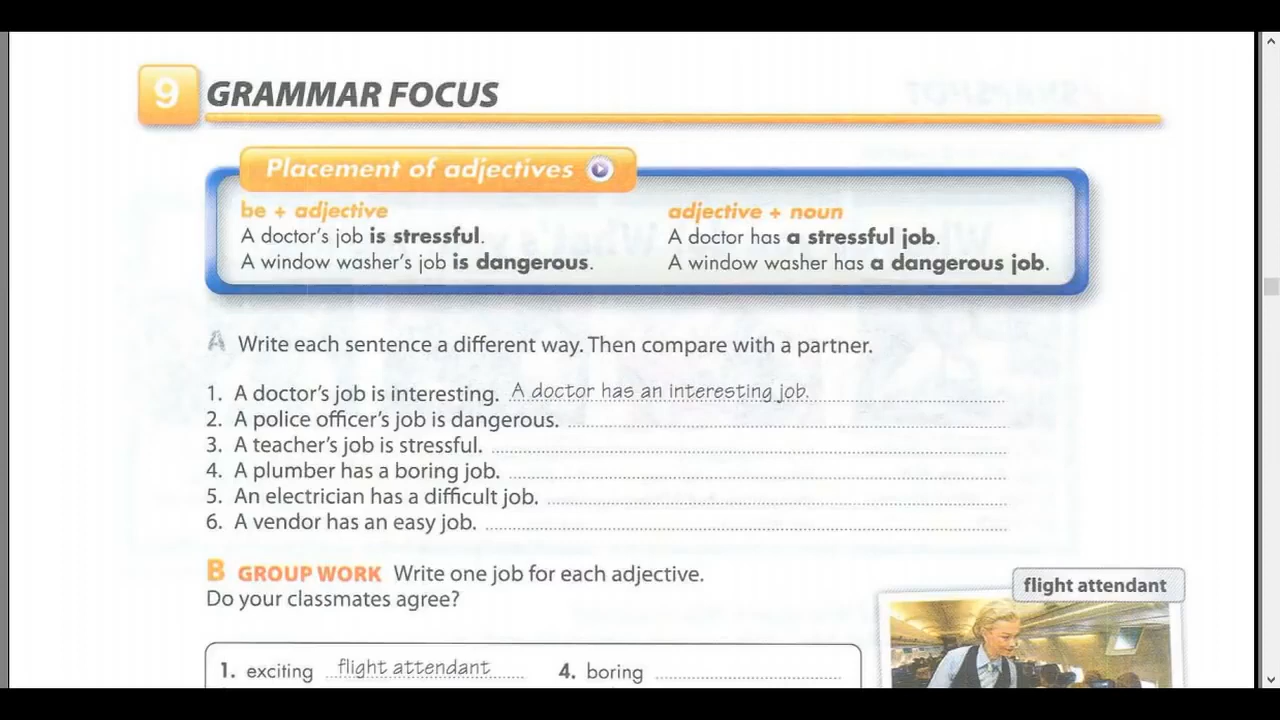 9 GRAMMAR FOCUS
Placement of adjectives
be + adjective
A doctor's job is stressful.
A window washer's job is dangerous.
adjective + noun
A doctor has a stressful job.
A window washer has a dangerous job.
A Write each sentence a different way. Then compare with a partner.
1. A doctor's job is interesting. A doctor has an interesting job.
2. A police officer's job is dangerous.
3. A teacher's job is stressful.
4. A plumber has a boring job.
5. An electrician has a difficult job.
6. A vendor has an easy job.
B GROUP WORK Write one job for each adjective.
Do your classmates agree?
flight attendant
1. exciting flight attendant
4. boring